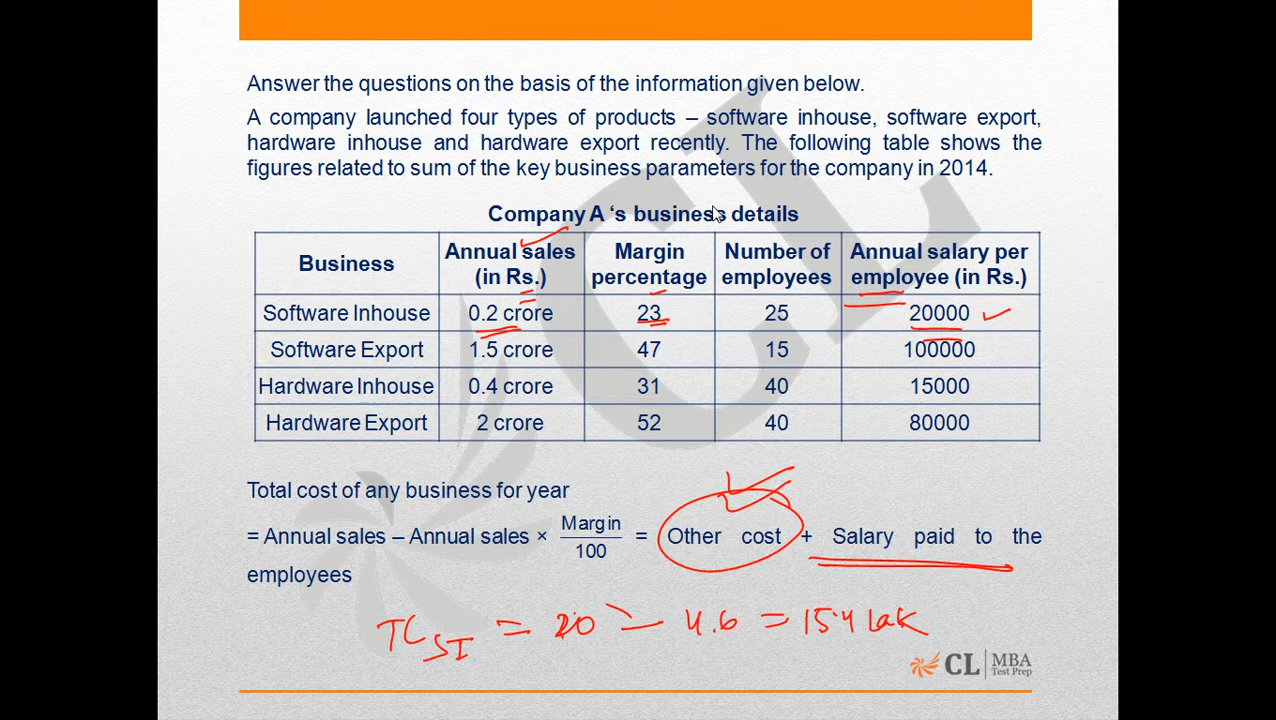 Answer the questions on the basis of the information given below.
A company launched four types of products – software inhouse, software export,
hardware inhouse and hardware export recently. The following table shows the
figures related to sum of the key business parameters for the company in 2014.
Company A ‘s business details
Business Annual sales (in Rs.) Margin percentage Number of employees Annual salary per employee (in Rs.)
Software Inhouse 0.2 crore 23 25 20000
Software Export 1.5 crore 47 15 100000
Hardware Inhouse 0.4 crore 31 40 15000
Hardware Export 2 crore 52 40 80000
Total cost of any business for year
= Annual sales – Annual sales × Margin/100 = Other cost + Salary paid to the
employees
TC SI = 20 – 4.6 = 15.4 lak
CL MBA
Test Prep